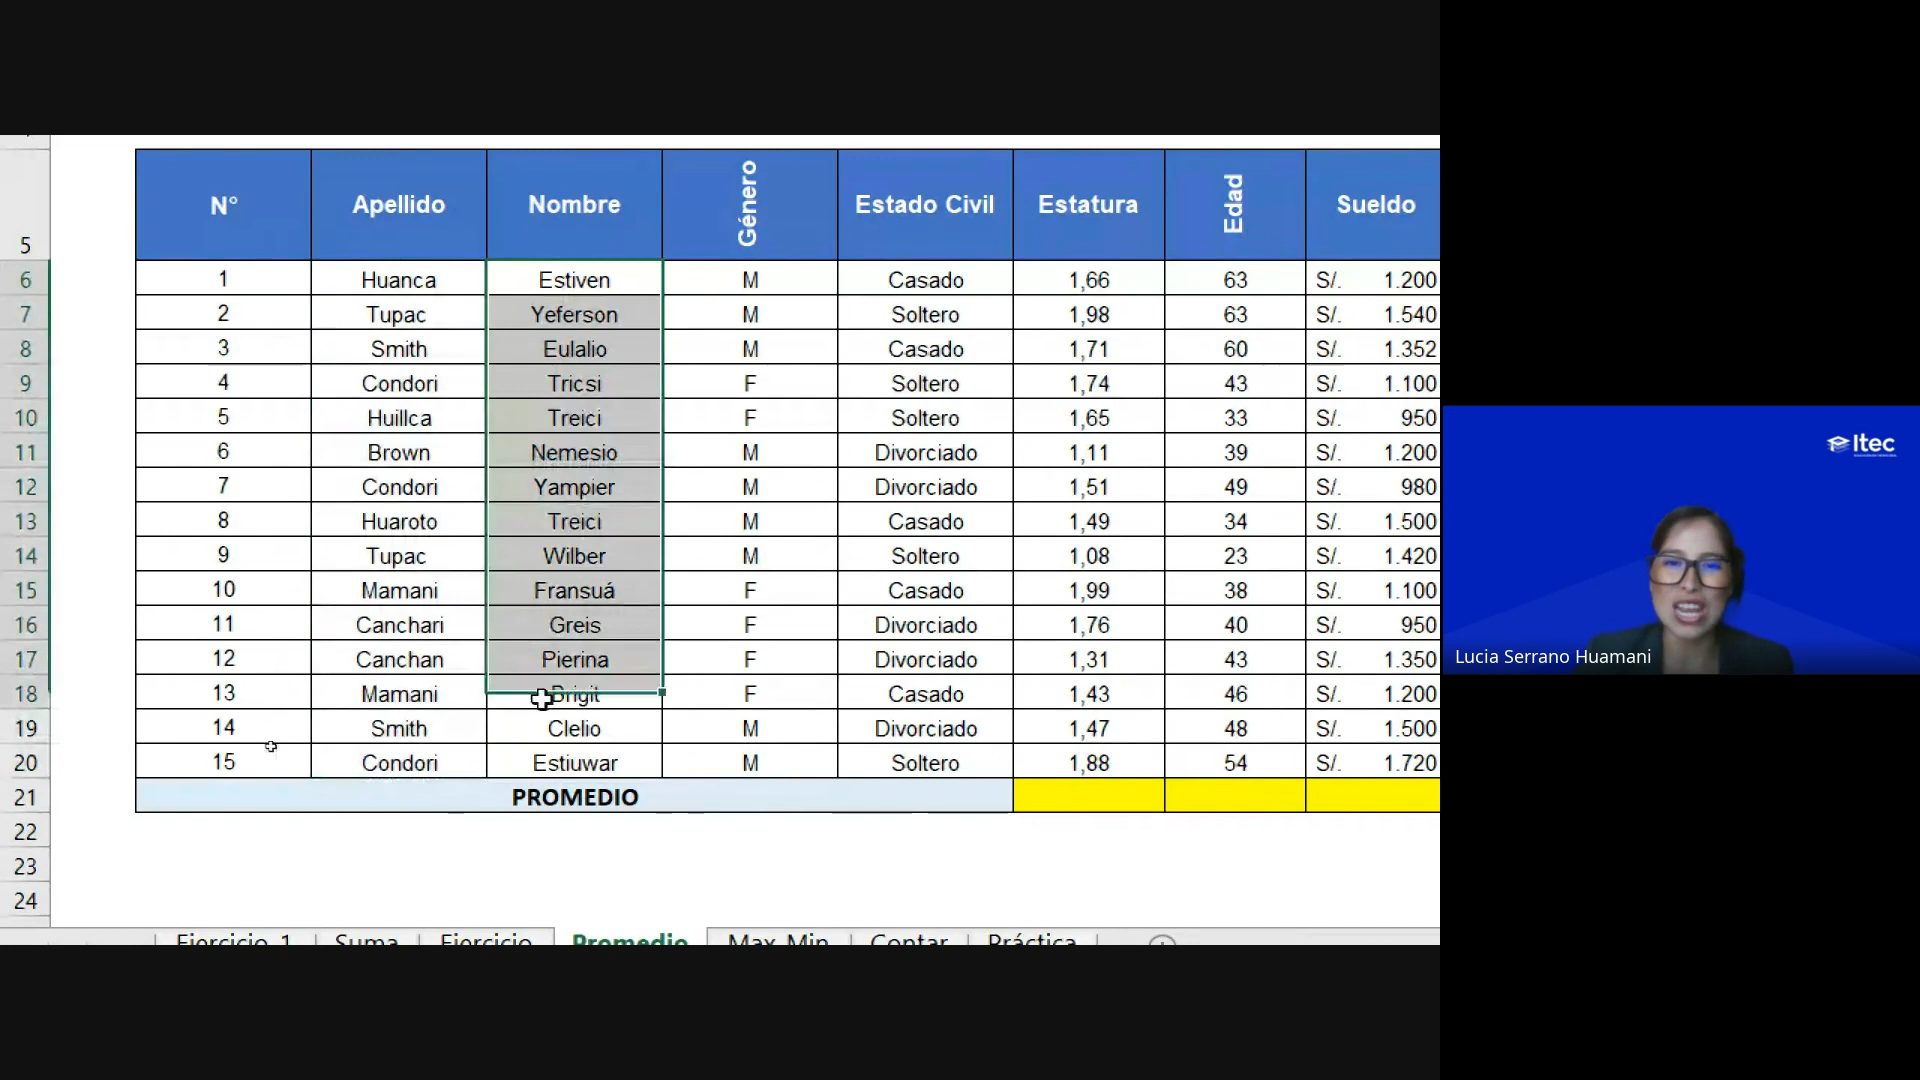 N° Apellido Nombre Género Estado Civil Estatura Edad Sueldo
5
6 1 Huanca Estiven M Casado 1,66 63 S/. 1.200
7 2 Tupac Yeferson M Soltero 1,98 63 S/. 1.540
8 3 Smith Eulalio M Casado 1,71 60 S/. 1.352
9 4 Condori Tricsi F Soltero 1,74 43 S/. 1.100
10 5 Huillca Treici F Soltero 1,65 33 S/. 950
11 6 Brown Nemesio M Divorciado 1,11 39 S/. 1.200
12 7 Condori Yampier M Divorciado 1,51 49 S/. 980
13 8 Huaroto Treici M Casado 1,49 34 S/. 1.500
14 9 Tupac Wilber M Soltero 1,08 23 S/. 1.420
15 10 Mamani Fransuá F Casado 1,99 38 S/. 1.100
16 11 Canchari Greis F Divorciado 1,76 40 S/. 950
17 12 Canchan Pierina F Divorciado 1,31 43 S/. 1.350
18 13 Mamani Brigit F Casado 1,43 46 S/. 1.200
19 14 Smith Clelio M Divorciado 1,47 48 S/. 1.500
20 15 Condori Estiuwar M Soltero 1,88 54 S/. 1.720
21 PROMEDIO
22
23
24
Ejercicio 1 Suma Ejercicio Promedio Max Min Contar Práctica
Itec
Lucia Serrano Huamani